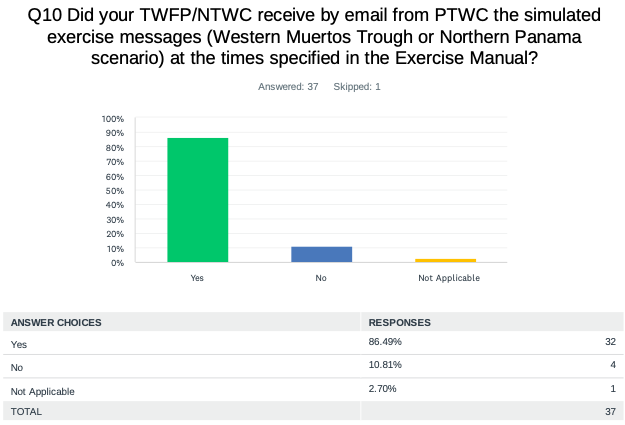 Q10 Did your TWFP/NTWC receive by email from PTWC the simulated
exercise messages (Western Muertos Trough or Northern Panama
scenario) at the times specified in the Exercise Manual?
Answered: 37 Skipped: 1
100%
90%
80%
70%
60%
50%
40%
30%
20%
10%
0%
Yes No Not Applicable
ANSWER CHOICES RESPONSES
Yes 86.49% 32
No 10.81% 4
Not Applicable 2.70% 1
TOTAL 37